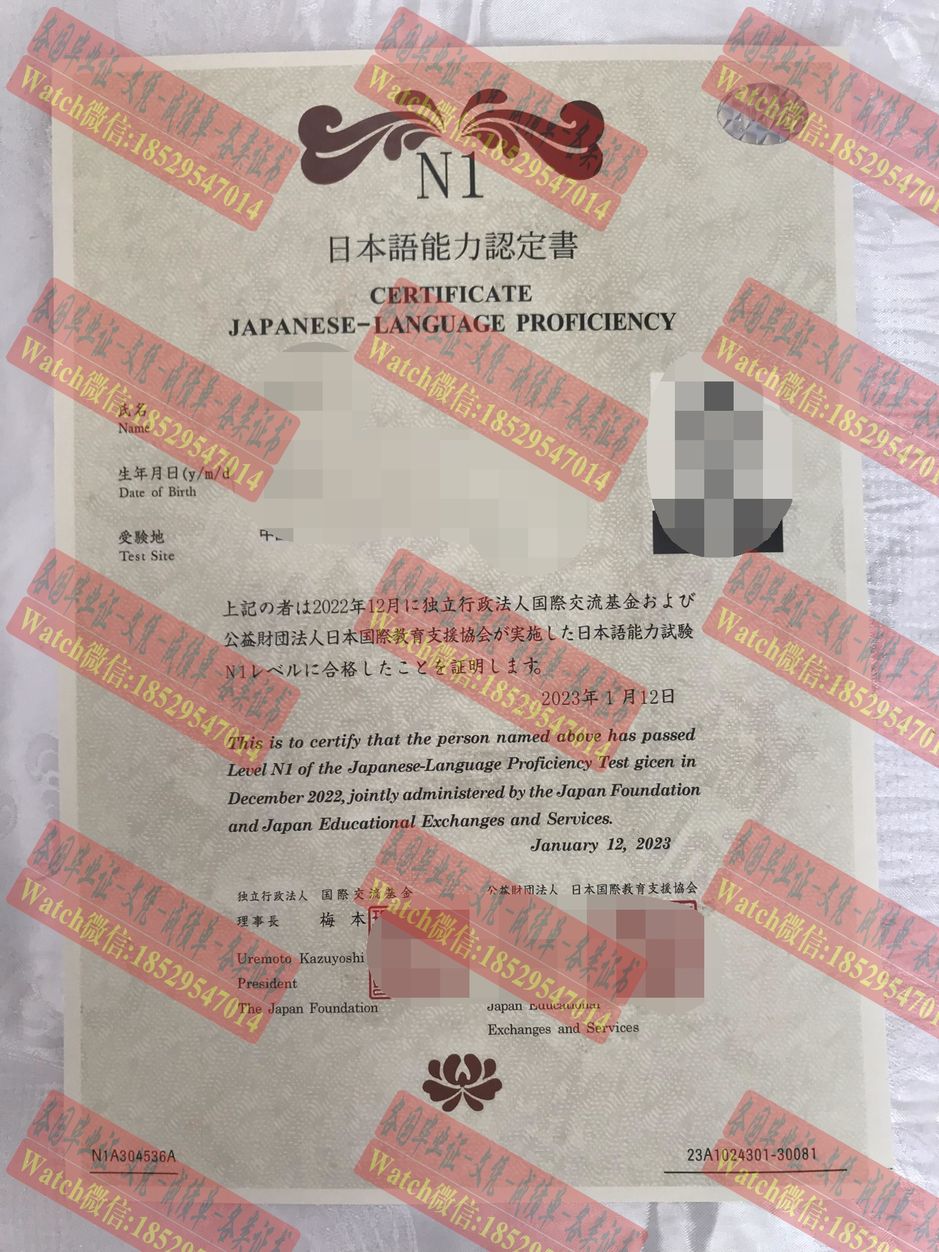 N1
日本語能力認定書
CERTIFICATE
JAPANESE-LANGUAGE PROFICIENCY
氏名
Name
生年月日(y/m/d
Date of Birth
受験地
Test Site
上記の者は2022年12月に独立行政法人国際交流基金および
公益財団法人日本国際教育支援協会が実施した日本語能力試験
N1レベルに合格したことを証明します。
2023年1月12日
This is to certify that the person named above has passed
Level N1 of the Japanese-Language Proficiency Test gicen in
December 2022, jointly administered by the Japan Foundation
and Japan Educational Exchanges and Services.
January 12, 2023
独立行政法人 国際交流基金
理事長 梅本
Uremoto Kazuyoshi
President
The Japan Foundation
公益財団法人 日本国際教育支援協会
Japan Educational
Exchanges and Services
N1A304536A
23A1024301-30081
各国毕业证-文凭-成绩单-各类证书
Watch微信:18529547014